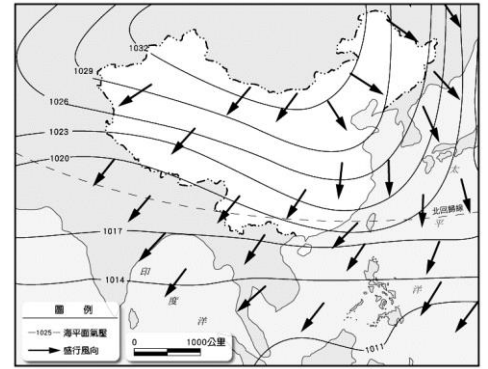 1032
1029
1026
1023
1020
太
北回歸線
平
1017
印
1014
度
洋
洋
1011
圖 例
1025 海平面氣壓
盛行風向
0 1000公里